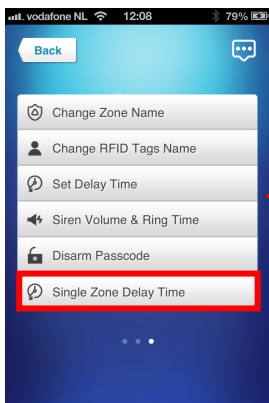 vodafone NL 12:08 79%
Back
Change Zone Name
Change RFID Tags Name
Set Delay Time
Siren Volume & Ring Time
Disarm Passcode
Single Zone Delay Time